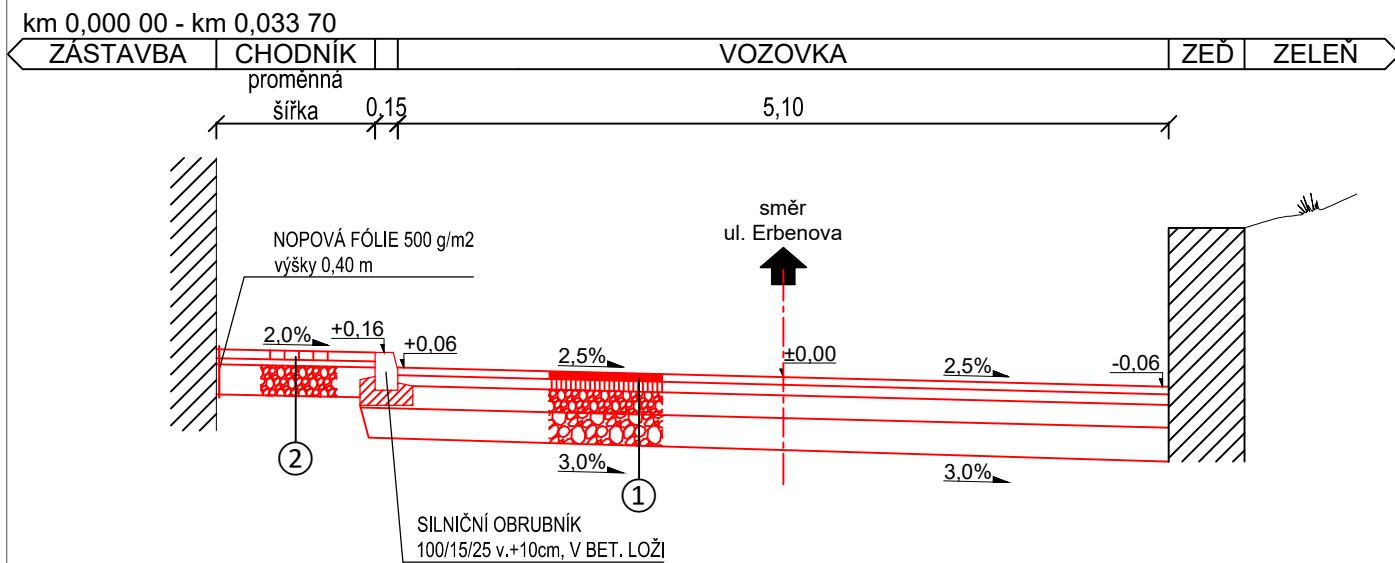 km 0,000 00 - km 0,033 70
ZÁSTAVBA CHODNÍK VOZOVKA ZEĎ ZELEŇ
proměnná
šířka 0,15 5,10
směr
ul. Erbenova
NOPOVÁ FÓLIE 500 g/m2
výšky 0,40 m
2,0% +0,16 +0,06 2,5% ±0,00 2,5% -0,06
2 3,0% 1 3,0%
SILNIČNÍ OBRUBNÍK
100/15/25 v.+10cm, V BET. LOŽI